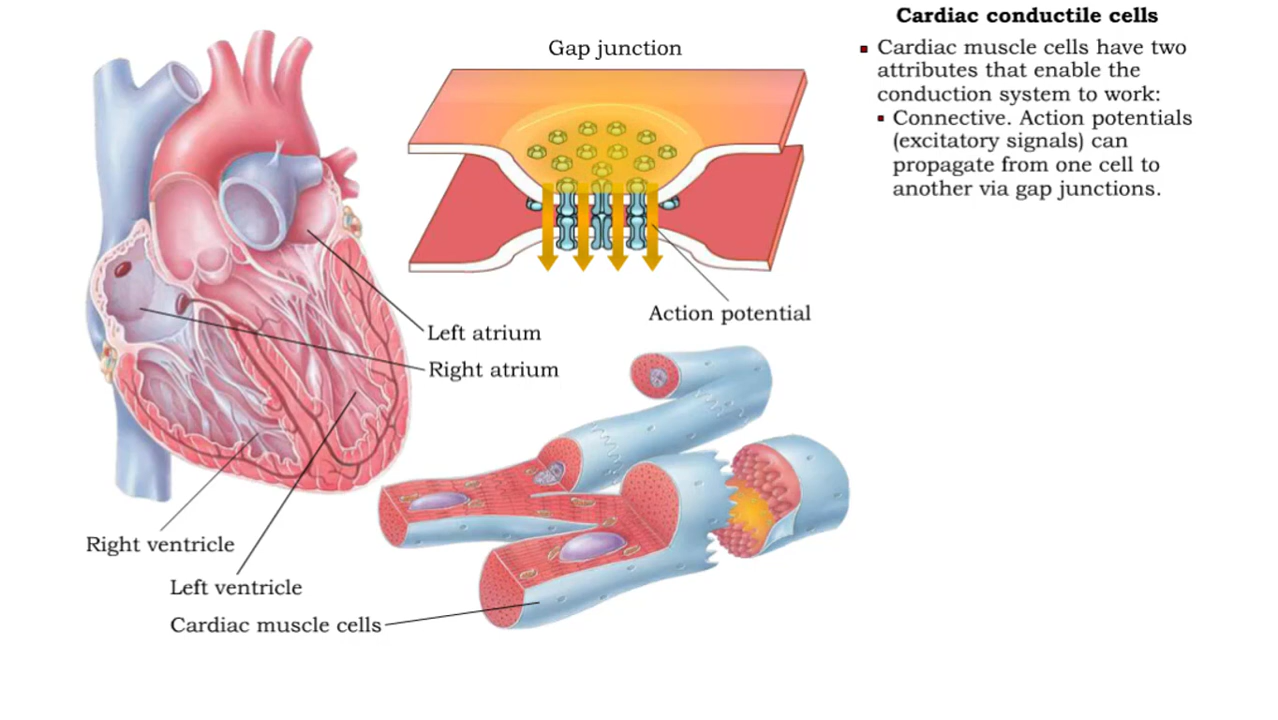 Cardiac conductile cells
Cardiac muscle cells have two
attributes that enable the
conduction system to work:
Connective. Action potentials
(excitatory signals) can
propagate from one cell to
another via gap junctions.
Gap junction
Action potential
Left atrium
Right atrium
Right ventricle
Left ventricle
Cardiac muscle cells